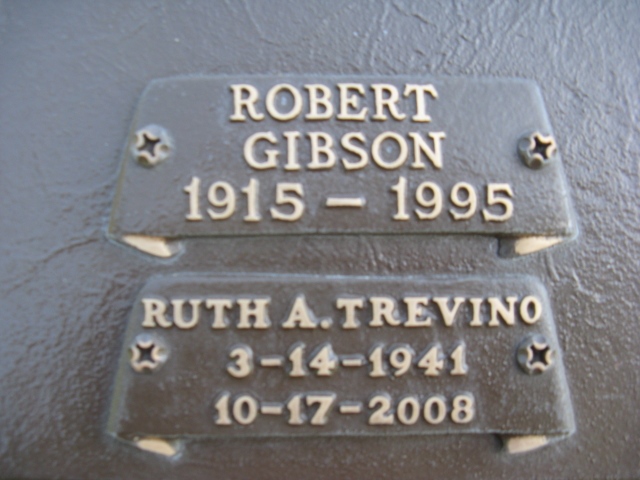 ROBERT
GIBSON
1915 – 1995
RUTH A. TREVINO
3-14-1941
10-17-2008